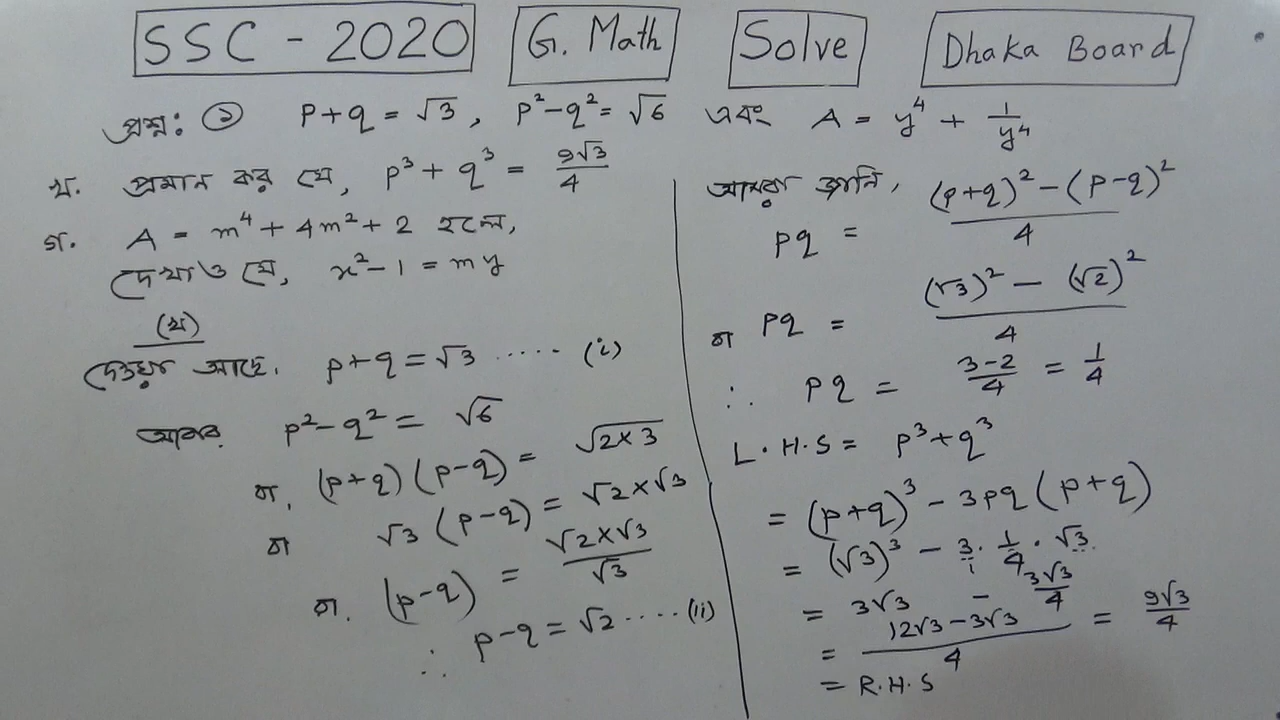 SSC - 2020 G. Math Solve Dhaka Board
প্রশ্ন: ① p+q = √3, p²-q² = √6 এবং A = y⁴ + 1/y⁴
খ. প্রমান কর যে, p³+q³ = 9√3/4
গ. A = m⁴ + 4m² + 2 হলে,
দেখাও যে, x²-1 = my
(খ)
দেওয়া আছে. p+q = √3 ..... (i)
আবার p²-q² = √6
বা, (p+q)(p-q) = √2×3
বা √3(p-q) = √2×√3
বা. (p-q) = √2×√3/√3
∴ p-q = √2 .... (ii)
আমরা জানি,
pq = (p+q)²-(p-q)²/4
বা pq = (√3)² - (√2)²/4
∴ pq = 3-2/4 = 1/4
L.H.S = p³+q³
= (p+q)³ - 3pq(p+q)
= (√3)³ - 3. 1/4 . √3
= 3√3 - 3√3/4
= 12√3-3√3/4 = 9√3/4
= R.H.S